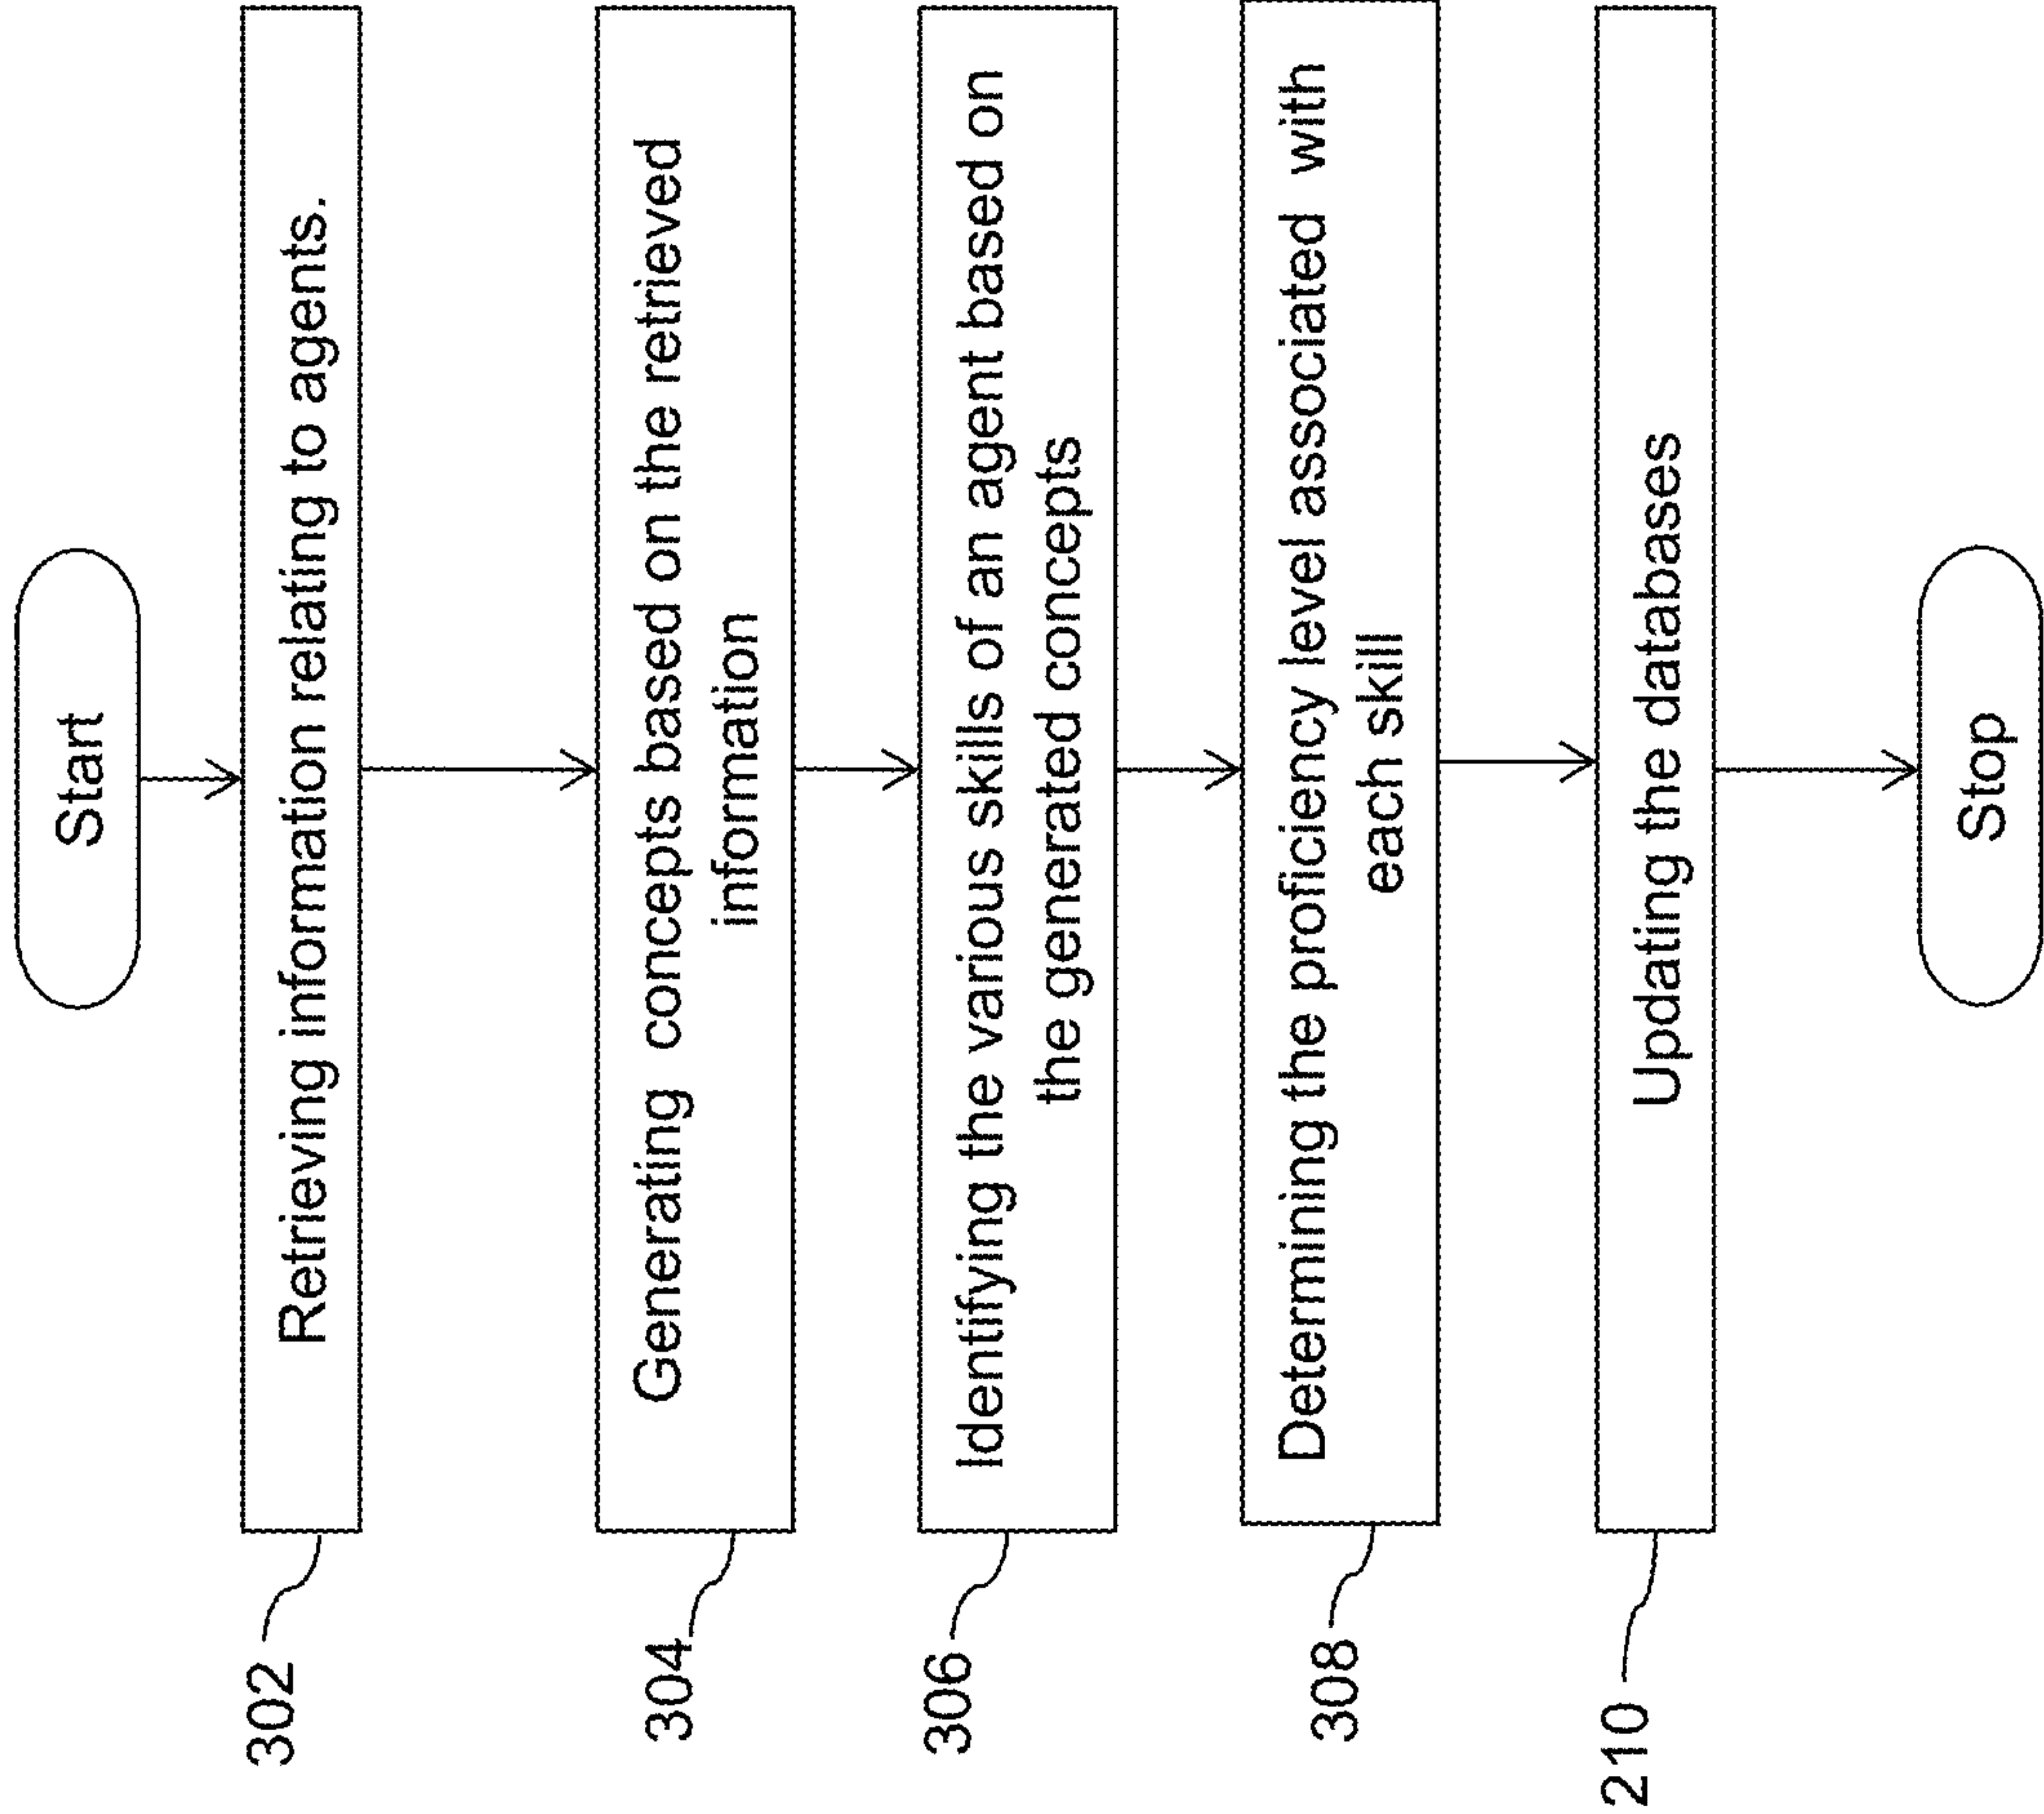 Start
302
Retrieving information relating to agents.
304
Generating concepts based on the retrieved
information
306
Identifying the various skills of an agent based on
the generated concepts
308
Determining the proficiency level associated with
each skill
210
Updating the databases
Stop